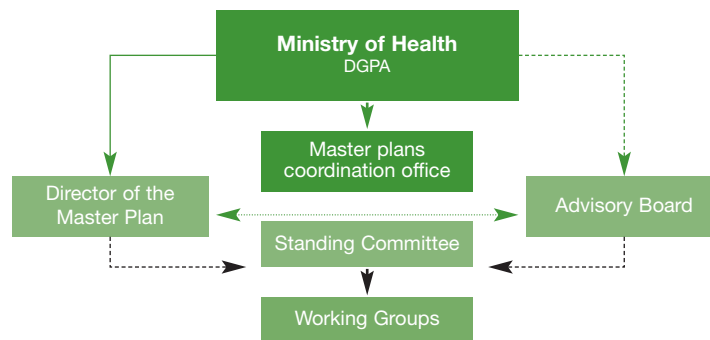 Ministry of Health
DGPA
Master plans
coordination office
Director of the
Master Plan
Advisory Board
Standing Committee
Working Groups